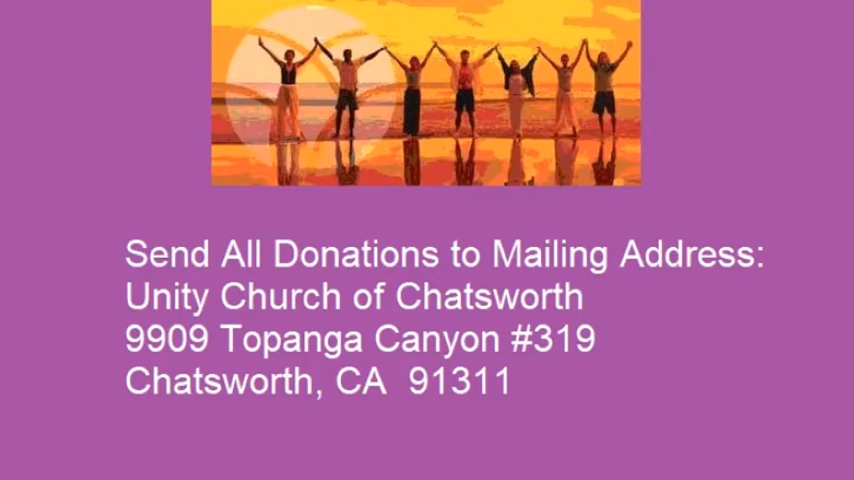 Send All Donations to Mailing Address:
Unity Church of Chatsworth
9909 Topanga Canyon #319
Chatsworth, CA  91311